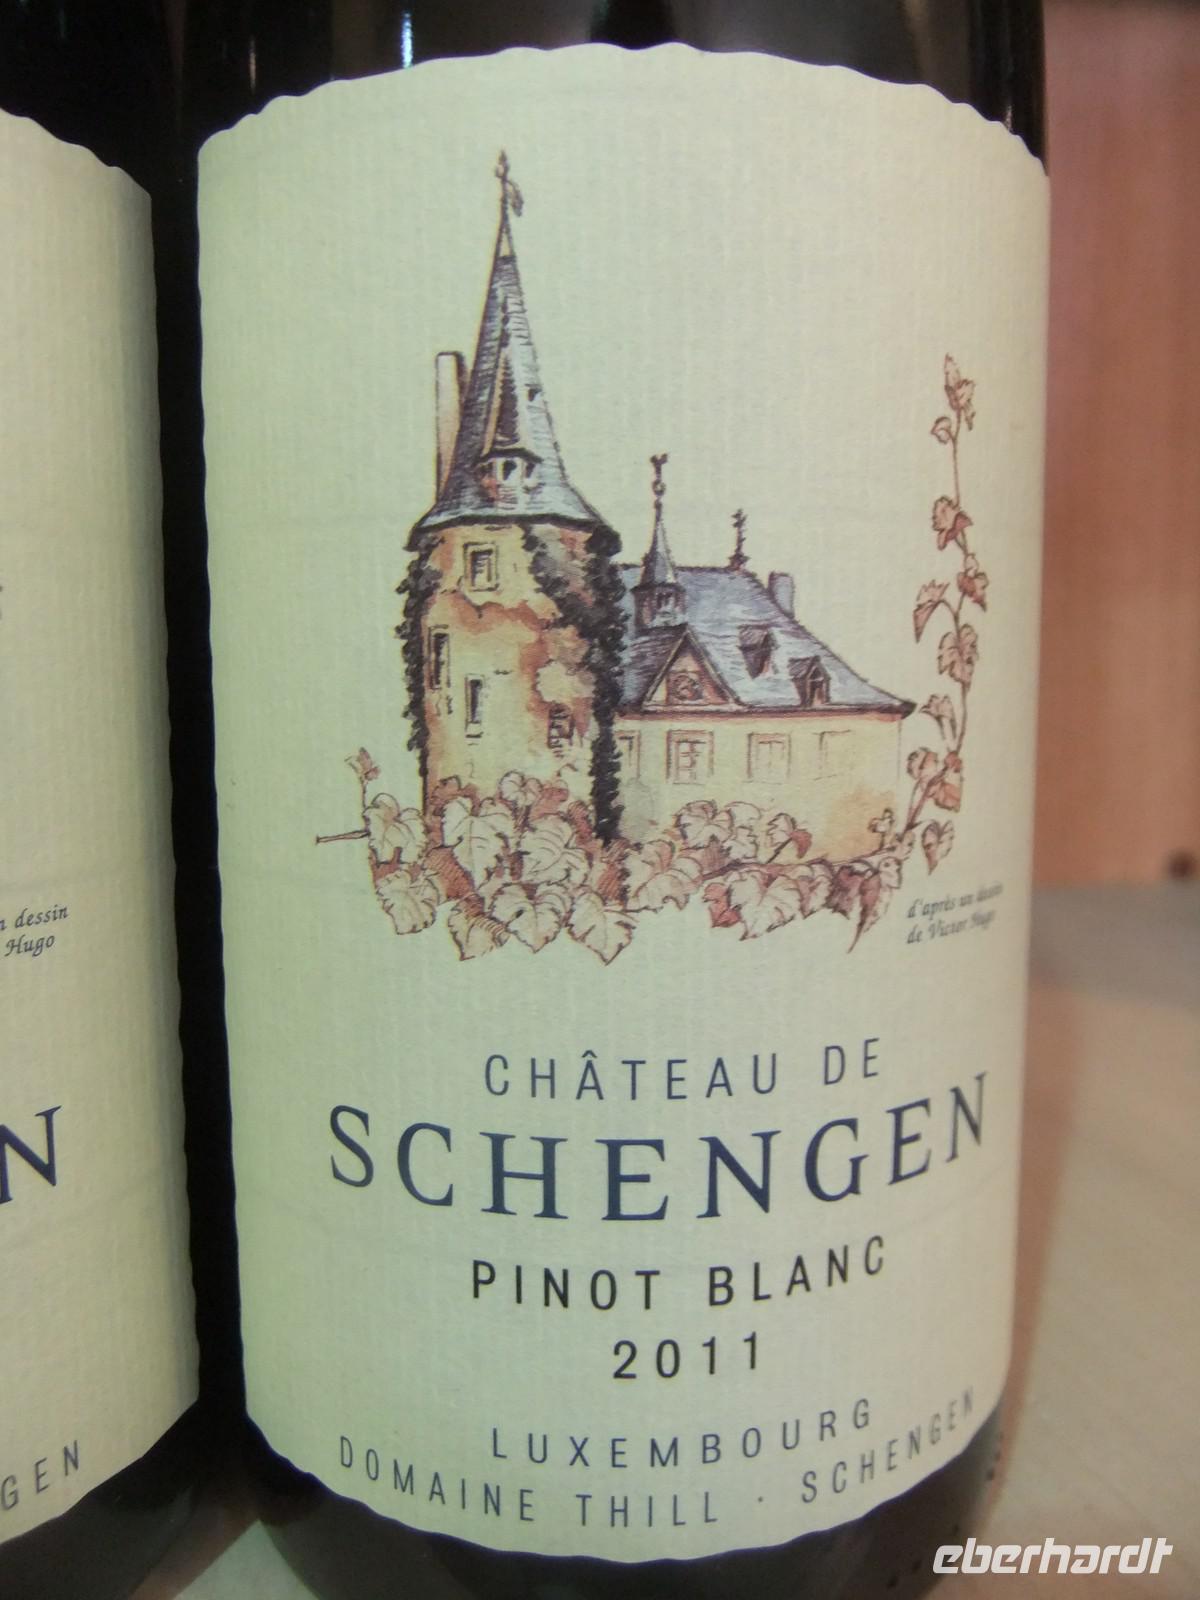 n dessin
Hugo
N
GEN
d'après un dessin
de Victor Hugo
CHÂTEAU DE
SCHENGEN
PINOT BLANC
2011
LUXEMBOURG
DOMAINE THILL · SCHENGEN
eberhardt